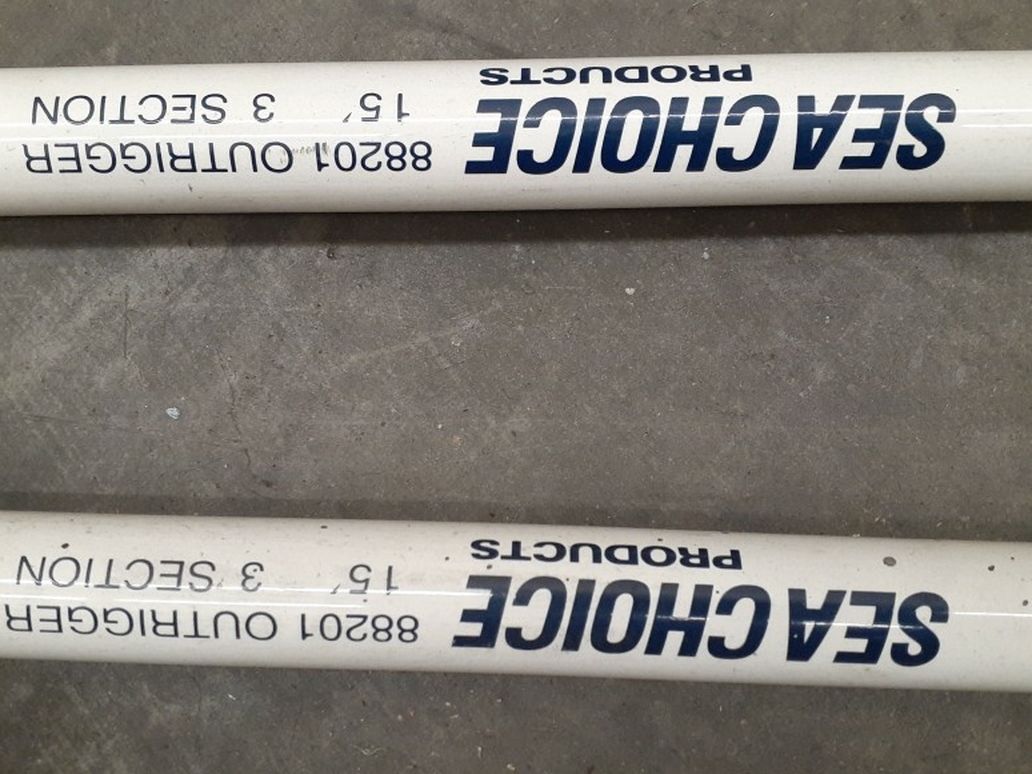 SEA CHOICE
PRODUCTS
88201 OUTRIGGER
15' 3 SECTION
SEA CHOICE
PRODUCTS
88201 OUTRIGGER
15' 3 SECTION